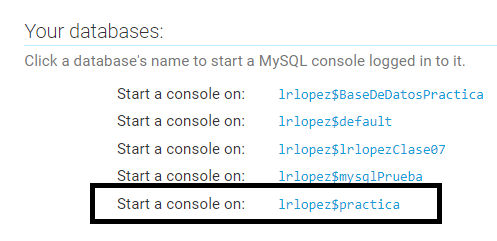 Your databases:
Click a database's name to start a MySQL console logged in to it.
Start a console on: lrlopez$BaseDeDatosPractica
Start a console on: lrlopez$default
Start a console on: lrlopez$lrlopezClase07
Start a console on: lrlopez$mysqlPrueba
Start a console on: lrlopez$practica